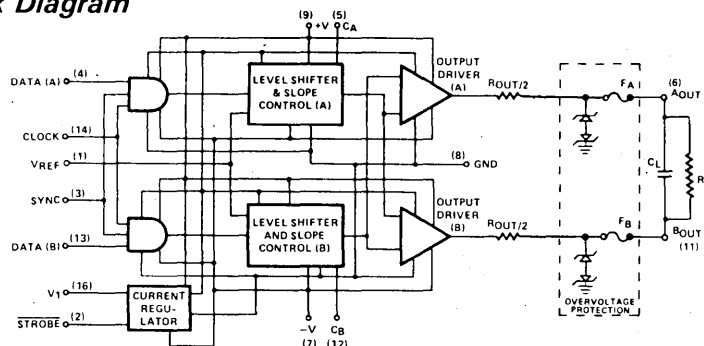 k Diagram
(9) +V
(5) CA
DATA (A) (4)
CLOCK (14)
VREF (1)
SYNC (3)
DATA (B) (13)
V1 (16)
STROBE (2)
LEVEL SHIFTER
& SLOPE
CONTROL (A)
LEVEL SHIFTER
AND SLOPE
CONTROL (B)
CURRENT
REGU-
LATOR
OUTPUT
DRIVER
(A)
ROUT/2
FA
(6)
AOUT
(8)
GND
CL
R
OUTPUT
DRIVER
(B)
ROUT/2
FB
BOUT
(11)
OVERVOLTAGE
PROTECTION
-V
(7)
CB
(12)